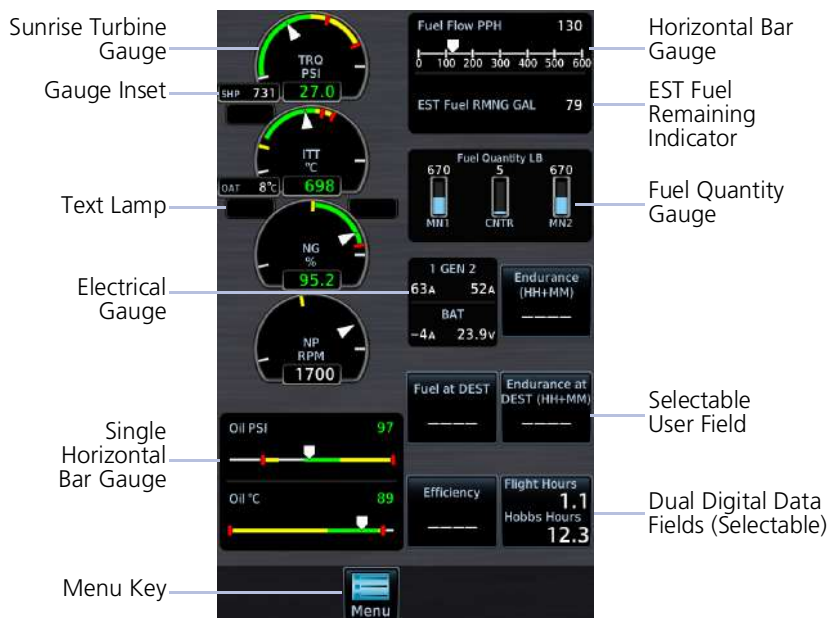 Sunrise Turbine
Gauge
Gauge Inset
Text Lamp
Electrical
Gauge
Single
Horizontal
Bar Gauge
Menu Key
TRQ
PSI
SHP 731
27.0
ITT
°C
OAT 8°C
698
NG
%
95.2
NP
RPM
1700
Oil PSI 97
Oil °C 89
Fuel Flow PPH 130
0 100 200 300 400 500 600
EST Fuel RMNG GAL 79
Fuel Quantity LB
670 5 670
MN1 CNTR MN2
1 GEN 2
63A 52A
BAT
-4A 23.9V
Endurance
(HH+MM)
————
Fuel at DEST
————
Endurance at
DEST (HH+MM)
————
Efficiency
————
Flight Hours
1.1
Hobbs Hours
12.3
Menu
Horizontal Bar
Gauge
EST Fuel
Remaining
Indicator
Fuel Quantity
Gauge
Selectable
User Field
Dual Digital Data
Fields (Selectable)